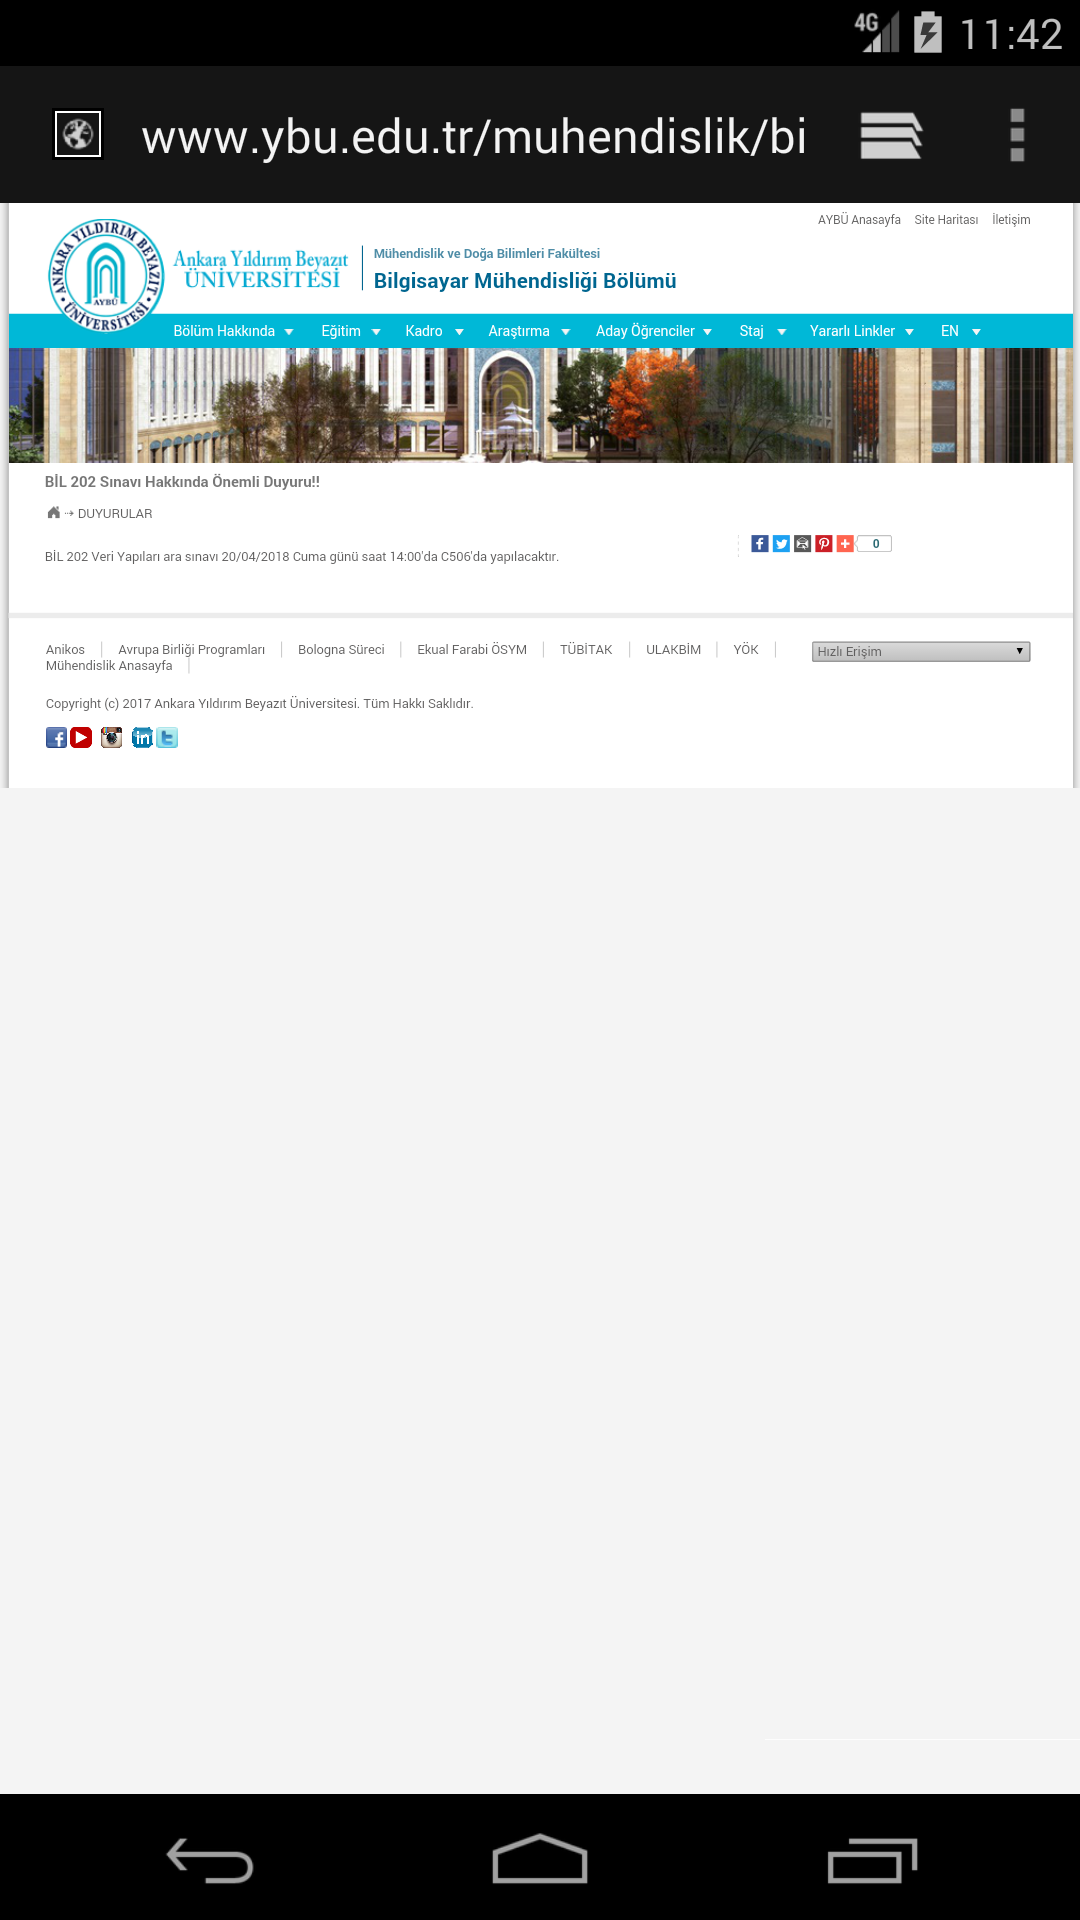 4G 11:42
www.ybu.edu.tr/muhendislik/bi
AYBÜ Anasayfa Site Haritası İletişim
ANKARA YILDIRIM BEYAZIT ÜNİVERSİTESİ
AYBÜ
Ankara Yıldırım Beyazıt
ÜNİVERSİTESİ
Mühendislik ve Doğa Bilimleri Fakültesi
Bilgisayar Mühendisliği Bölümü
Bölüm Hakkında Eğitim Kadro Araştırma Aday Öğrenciler Staj Yararlı Linkler EN
BİL 202 Sınavı Hakkında Önemli Duyuru!!
DUYURULAR
0
BİL 202 Veri Yapıları ara sınavı 20/04/2018 Cuma günü saat 14:00'da C506'da yapılacaktır.
Anikos Avrupa Birliği Programları Bologna Süreci Ekual Farabi ÖSYM TÜBİTAK ULAKBİM YÖK
Mühendislik Anasayfa
Hızlı Erişim
Copyright (c) 2017 Ankara Yıldırım Beyazıt Üniversitesi. Tüm Hakkı Saklıdır.